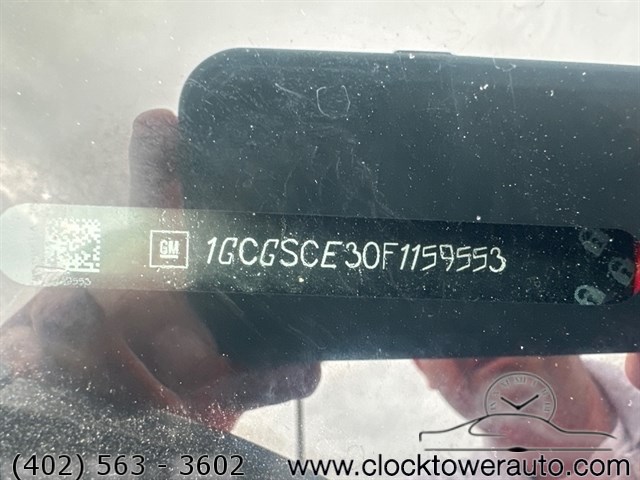 GM 1GCGSCE30F1159553
(402) 563 - 3602 www.clocktowerauto.com